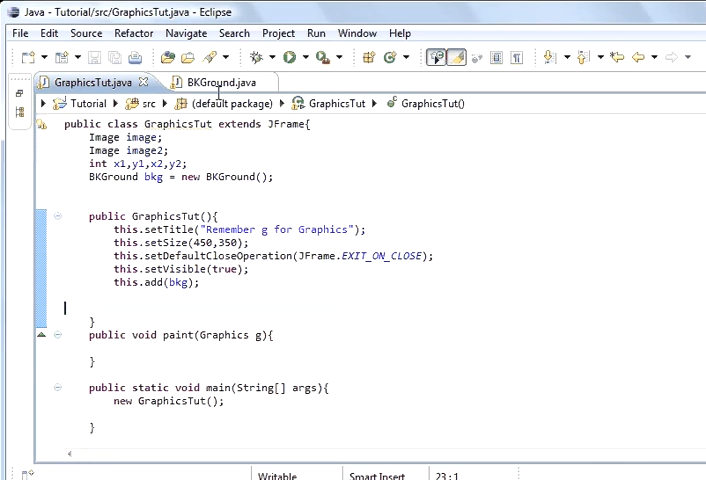 Java - Tutorial/src/GraphicsTut.java - Eclipse
File Edit Source Refactor Navigate Search Project Run Window Help
GraphicsTut.java BKGround.java
Tutorial src (default package) GraphicsTut GraphicsTut()
public class GraphicsTut extends JFrame{
Image image;
Image image2;
int x1,y1,x2,y2;
BKGround bkg = new BKGround();
public GraphicsTut(){
this.setTitle("Remember g for Graphics");
this.setSize(450,350);
this.setDefaultCloseOperation(JFrame.EXIT_ON_CLOSE);
this.setVisible(true);
this.add(bkg);
}
public void paint(Graphics g){
}
public static void main(String[] args){
new GraphicsTut();
}
Writable Smart Insert 23:1